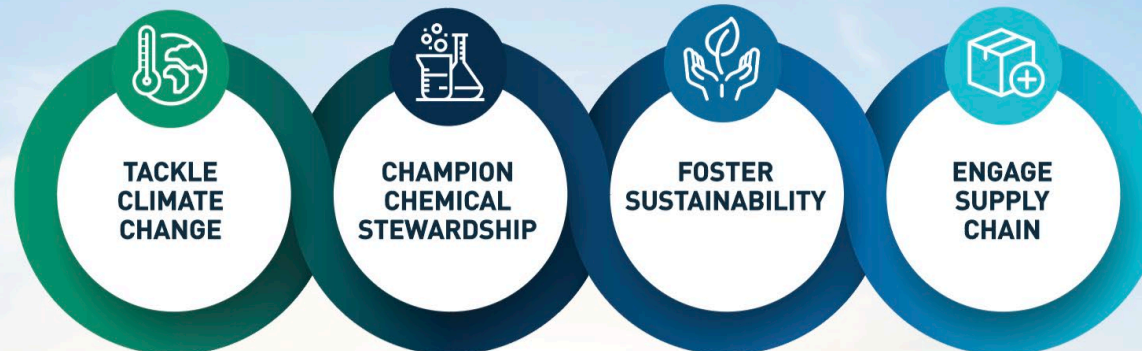 TACKLE
CLIMATE
CHANGE
CHAMPION
CHEMICAL
STEWARDSHIP
FOSTER
SUSTAINABILITY
ENGAGE
SUPPLY
CHAIN